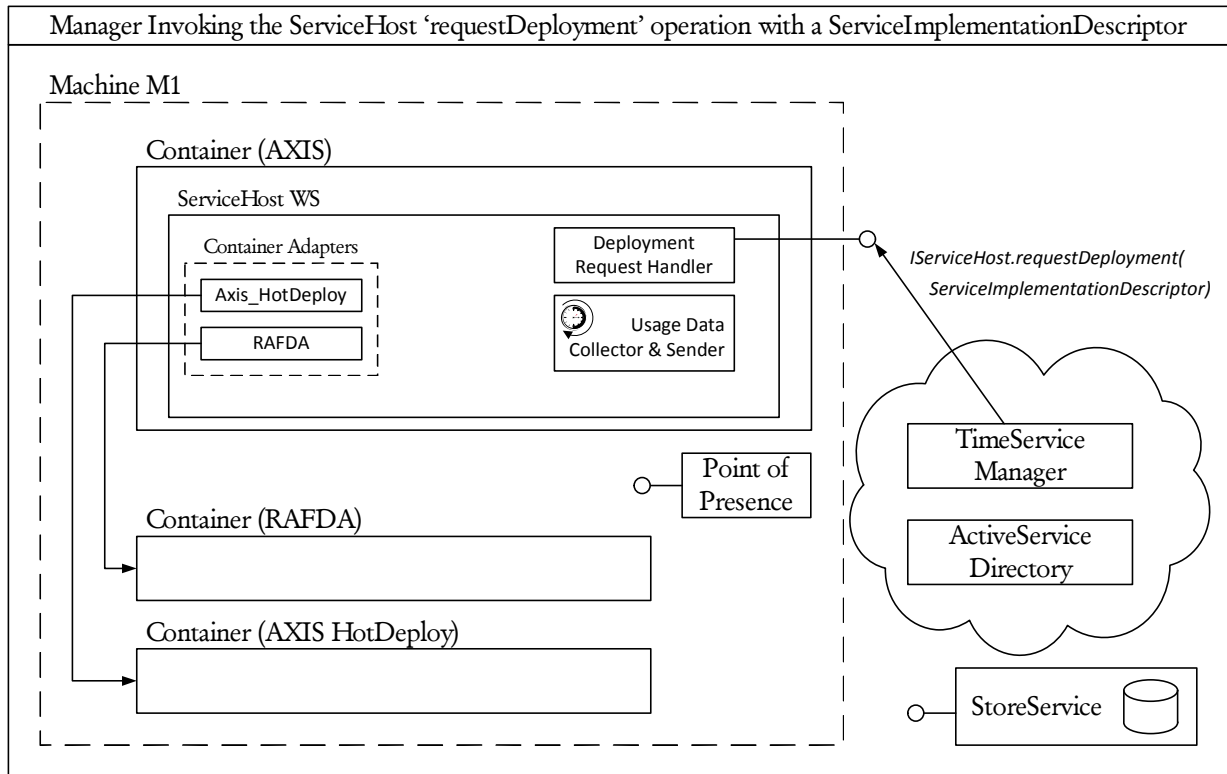 Manager Invoking the ServiceHost ‘requestDeployment’ operation with a ServiceImplementationDescriptor
Machine M1
Container (AXIS)
ServiceHost WS
Container Adapters
Axis_HotDeploy
RAFDA
Deployment
Request Handler
Usage Data
Collector & Sender
IServiceHost.requestDeployment(
ServiceImplementationDescriptor)
TimeService
Manager
ActiveService
Directory
Point of
Presence
Container (RAFDA)
Container (AXIS HotDeploy)
StoreService